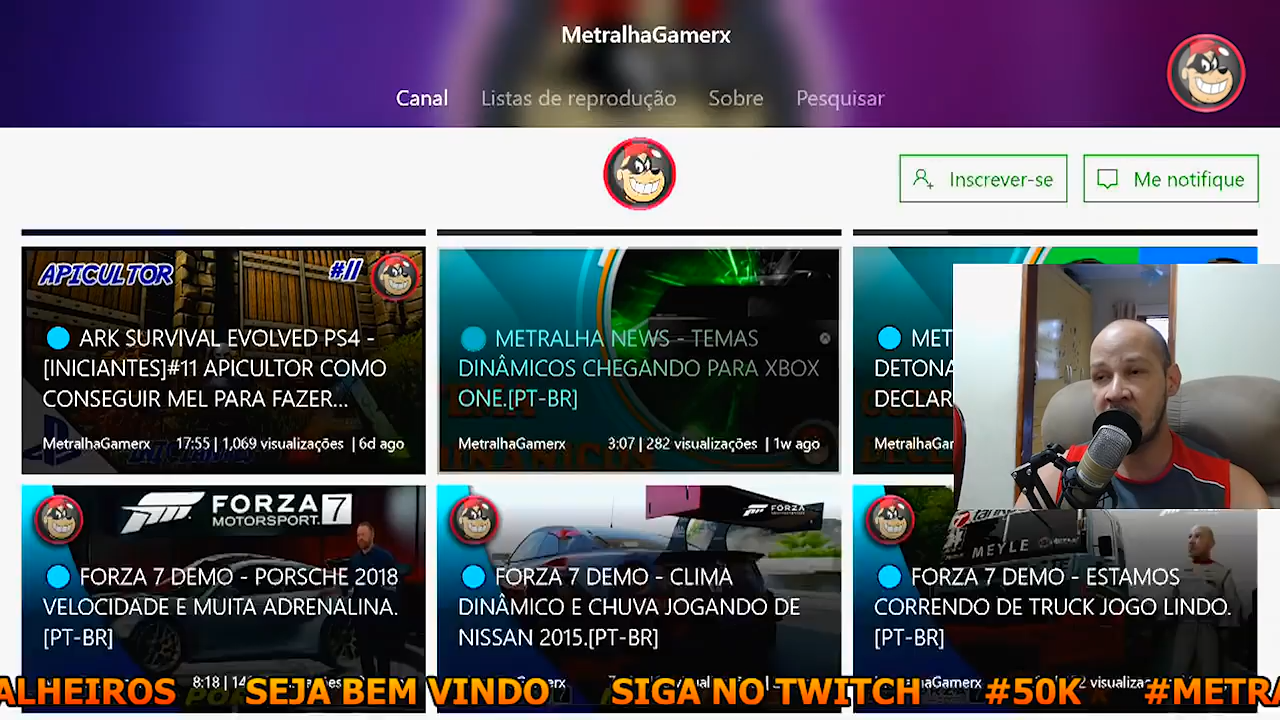 MetralhaGamerx
Canal Listas de reprodução Sobre Pesquisar
Inscrever-se Me notifique
APICULTOR #11
ARK SURVIVAL EVOLVED PS4 -
[INICIANTES]#11 APICULTOR COMO
CONSEGUIR MEL PARA FAZER...
MetralhaGamerx 17:55 | 1,069 visualizações | 6d ago
METRALHA NEWS - TEMAS
DINÂMICOS CHEGANDO PARA XBOX
ONE.[PT-BR]
MetralhaGamerx 3:07 | 282 visualizações | 1w ago
MET
DETONA
DECLAR
MetralhaGar
FORZA
MOTORSPORT. 7
FORZA 7 DEMO - PORSCHE 2018
VELOCIDADE E MUITA ADRENALINA.
[PT-BR]
8:18 |
FORZA
FORZA 7 DEMO - CLIMA
DINÂMICO E CHUVA JOGANDO DE
NISSAN 2015.[PT-BR]
MEYLE
FORZA 7 DEMO - ESTAMOS
CORRENDO DE TRUCK JOGO LINDO.
[PT-BR]
ALHEIROS SEJA BEM VINDO SIGA NO TWITCH #50K #METRA